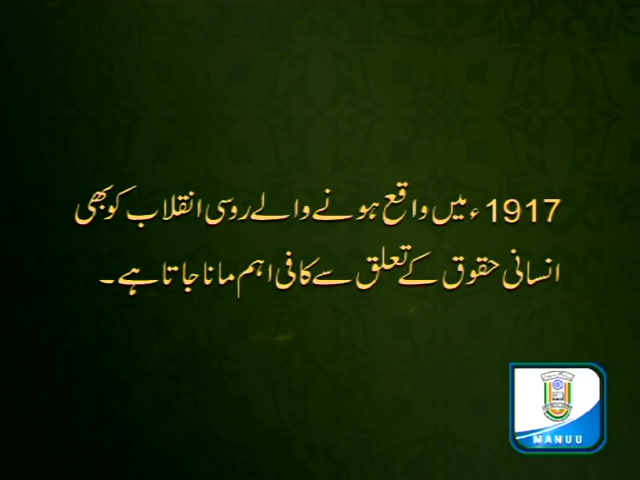 1917ء میں واقع ہونے والے روسی انقلاب کو بھی
انسانی حقوق کے تعلق سے کافی اہم مانا جاتا ہے۔
MANUU